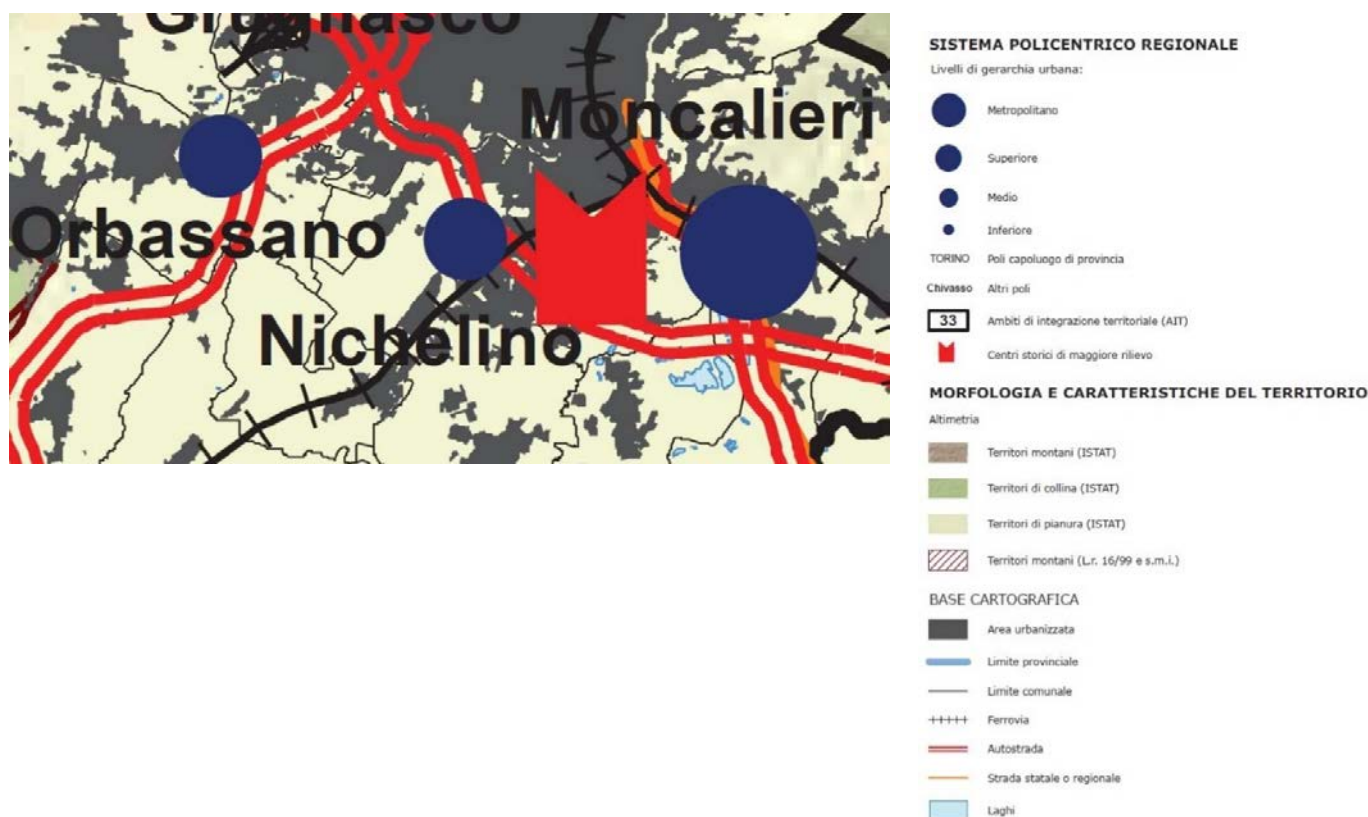 Grugliasco
Moncalieri
Orbassano
Nichelino
SISTEMA POLICENTRICO REGIONALE
Livelli di gerarchia urbana:
Metropolitano
Superiore
Medio
Inferiore
TORINO Poli capoluogo di provincia
Chivasso Altri poli
33 Ambiti di integrazione territoriale (AIT)
Centri storici di maggiore rilievo
MORFOLOGIA E CARATTERISTICHE DEL TERRITORIO
Altimetria
Territori montani (ISTAT)
Territori di collina (ISTAT)
Territori di pianura (ISTAT)
Territori montani (L.r. 16/99 e s.m.i.)
BASE CARTOGRAFICA
Area urbanizzata
Limite provinciale
Limite comunale
Ferrovia
Autostrada
Strada statale o regionale
Laghi